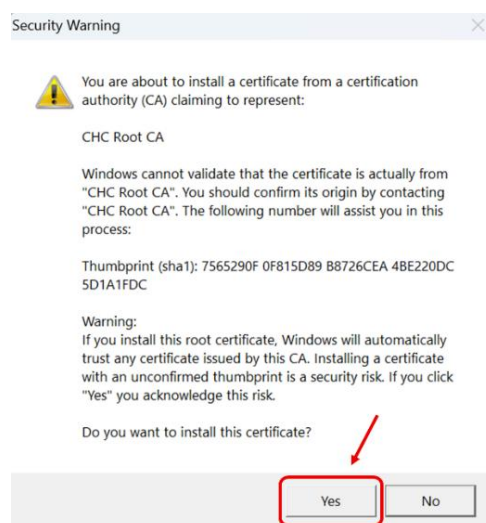 Security Warning
You are about to install a certificate from a certification
authority (CA) claiming to represent:
CHC Root CA
Windows cannot validate that the certificate is actually from
"CHC Root CA". You should confirm its origin by contacting
"CHC Root CA". The following number will assist you in this
process:
Thumbprint (sha1): 7565290F 0F815D89 B8726CEA 4BE220DC
5D1A1FDC
Warning:
If you install this root certificate, Windows will automatically
trust any certificate issued by this CA. Installing a certificate
with an unconfirmed thumbprint is a security risk. If you click
"Yes" you acknowledge this risk.
Do you want to install this certificate?
Yes No